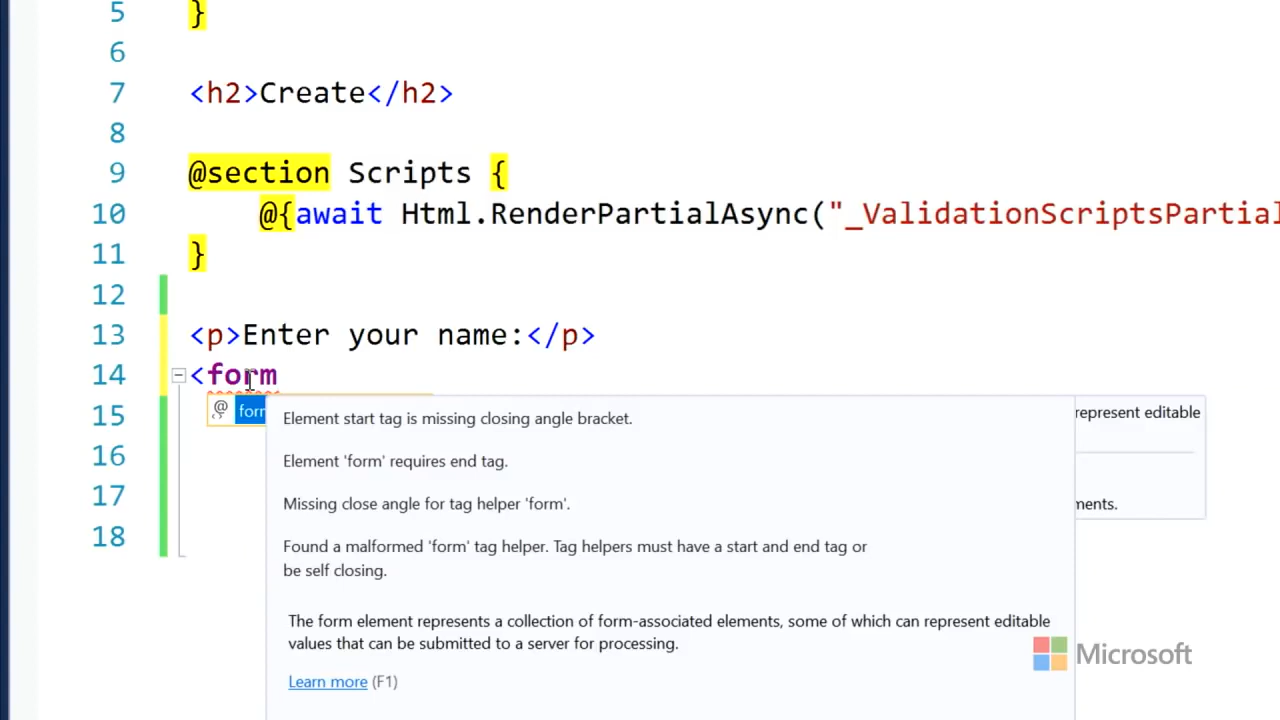 5 }
6
7 <h2>Create</h2>
8
9 @section Scripts {
10 @{await Html.RenderPartialAsync("_ValidationScriptsPartial
11 }
12
13 <p>Enter your name:</p>
14 <form
15 form
16
17
18
Element start tag is missing closing angle bracket.
Element 'form' requires end tag.
Missing close angle for tag helper 'form'.
Found a malformed 'form' tag helper. Tag helpers must have a start and end tag or
be self closing.
The form element represents a collection of form-associated elements, some of which can represent editable
values that can be submitted to a server for processing.
Learn more (F1)
represent editable
ments.
Microsoft